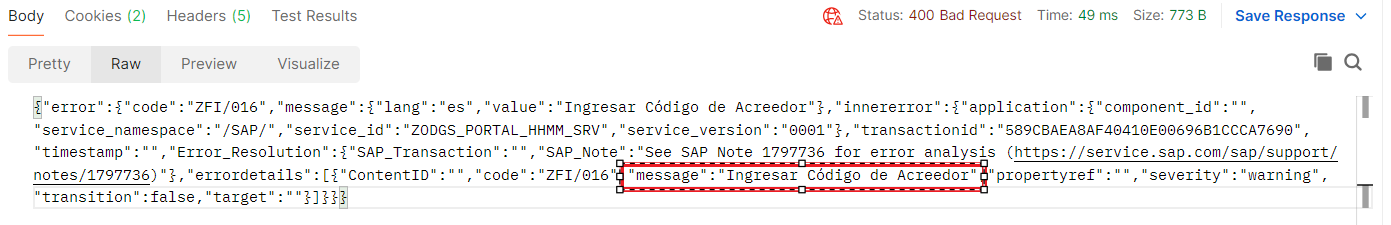 Body Cookies (2) Headers (5) Test Results Status: 400 Bad Request Time: 49 ms Size: 773 B Save Response
Pretty Raw Preview Visualize
{"error":{"code":"ZFI/016","message":{"lang":"es","value":"Ingresar Código de Acreedor"},"innererror":{"application":{"component_id":"",
"service_namespace":"/SAP/","service_id":"ZODGS_PORTAL_HHMM_SRV","service_version":"0001"},"transactionid":"589CBAEA8AF40410E00696B1CCCA7690",
"timestamp":"","Error_Resolution":{"SAP_Transaction":"","SAP_Note":"See SAP Note 1797736 for error analysis (https://service.sap.com/sap/support/
notes/1797736)"},"errordetails":[{"ContentID":"","code":"ZFI/016","message":"Ingresar Código de Acreedor","propertyref":"","severity":"warning",
"transition":false,"target":""}]}}}